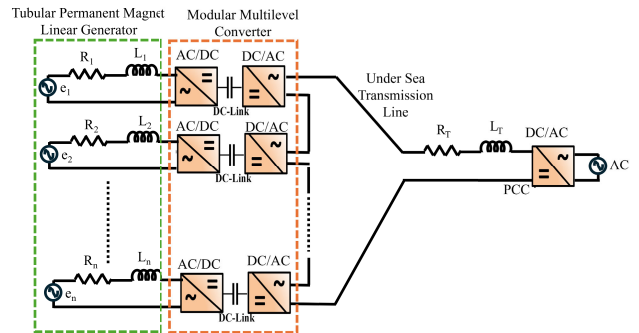 Tubular Permanent Magnet
Linear Generator
Modular Multilevel
Converter
R1
L1
AC/DC
DC/AC
e1
DC-Link
Under Sea
Transmission
Line
R2
L2
AC/DC
DC/AC
e2
DC-Link
RT
LT
DC/AC
AC
PCC
Rn
Ln
AC/DC
DC/AC
en
DC-Link